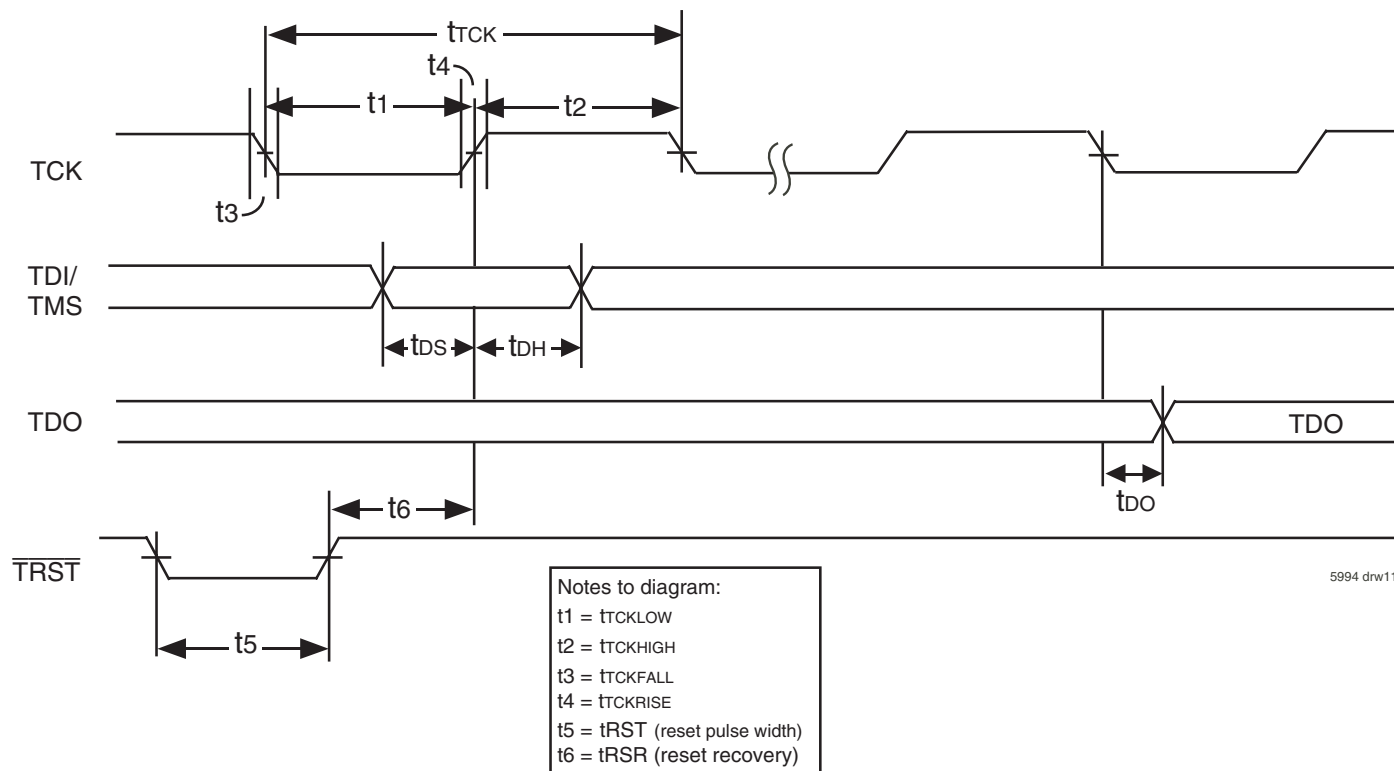 tTCK
t4
t1
t2
TCK
t3
TDI/
TMS
tDS
tDH
TDO
TDO
tDO
t6
TRST
5994 drw11
t5
Notes to diagram:
t1 = tTCKLOW
t2 = tTCKHIGH
t3 = tTCKFALL
t4 = tTCKRISE
t5 = tRST (reset pulse width)
t6 = tRSR (reset recovery)